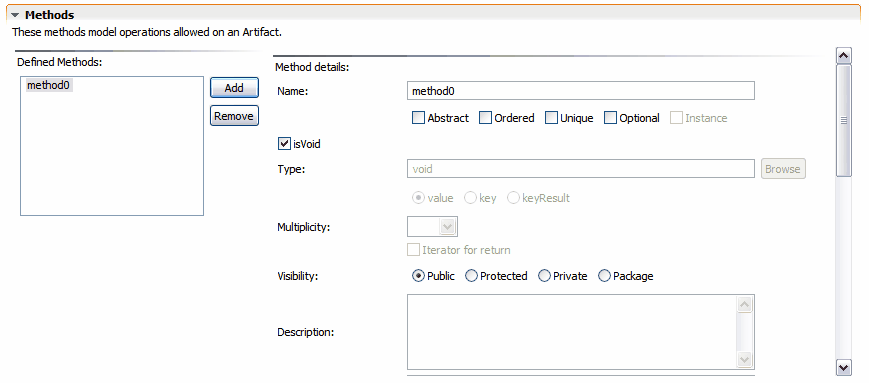 Methods
These methods model operations allowed on an Artifact.
Defined Methods:
method0
Add
Remove
Method details:
Name: method0
Abstract Ordered Unique Optional Instance
isVoid
Type: void Browse
value key keyResult
Multiplicity:
Iterator for return
Visibility: Public Protected Private Package
Description: